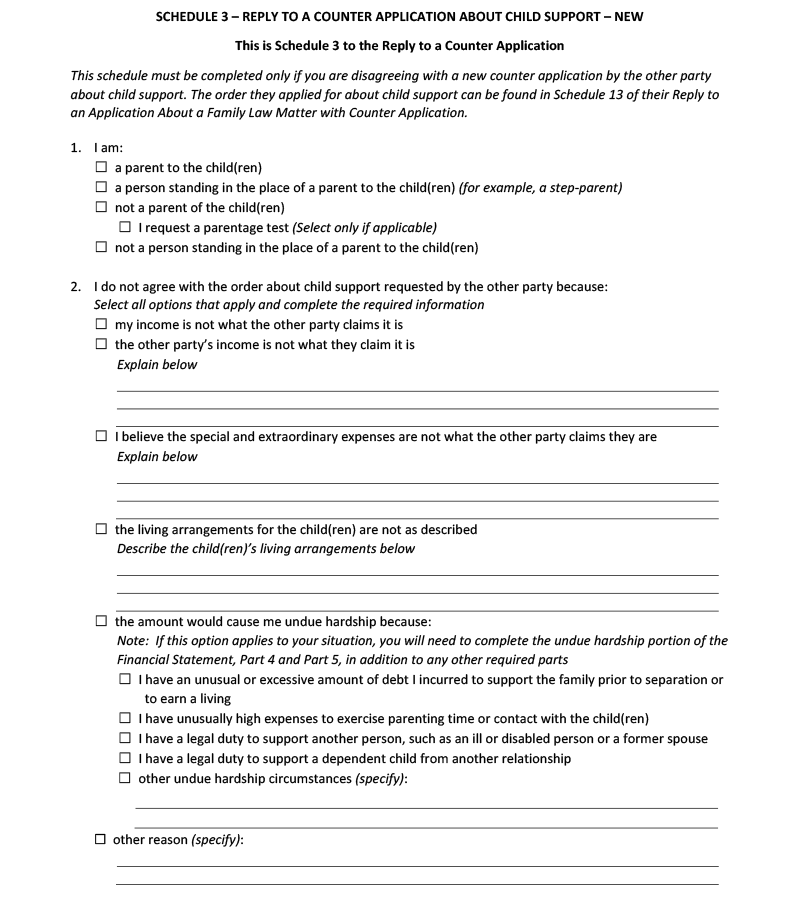 SCHEDULE 3 – REPLY TO A COUNTER APPLICATION ABOUT CHILD SUPPORT – NEW
This is Schedule 3 to the Reply to a Counter Application
This schedule must be completed only if you are disagreeing with a new counter application by the other party
about child support. The order they applied for about child support can be found in Schedule 13 of their Reply to
an Application About a Family Law Matter with Counter Application.
1. I am:
☐ a parent to the child(ren)
☐ a person standing in the place of a parent to the child(ren) (for example, a step-parent)
☐ not a parent of the child(ren)
☐ I request a parentage test (Select only if applicable)
☐ not a person standing in the place of a parent to the child(ren)
2. I do not agree with the order about child support requested by the other party because:
Select all options that apply and complete the required information
☐ my income is not what the other party claims it is
☐ the other party’s income is not what they claim it is
Explain below
☐ I believe the special and extraordinary expenses are not what the other party claims they are
Explain below
☐ the living arrangements for the child(ren) are not as described
Describe the child(ren)’s living arrangements below
☐ the amount would cause me undue hardship because:
Note: If this option applies to your situation, you will need to complete the undue hardship portion of the
Financial Statement, Part 4 and Part 5, in addition to any other required parts
☐ I have an unusual or excessive amount of debt I incurred to support the family prior to separation or
to earn a living
☐ I have unusually high expenses to exercise parenting time or contact with the child(ren)
☐ I have a legal duty to support another person, such as an ill or disabled person or a former spouse
☐ I have a legal duty to support a dependent child from another relationship
☐ other undue hardship circumstances (specify):
☐ other reason (specify):